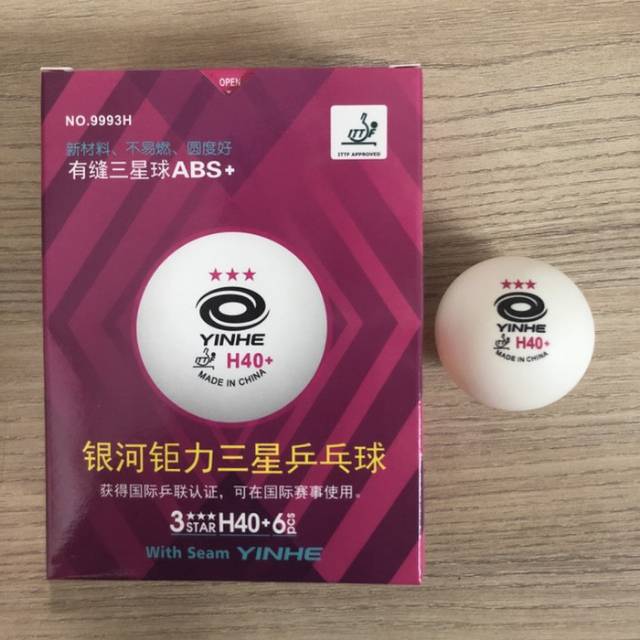 OPEN
NO.9993H
ITTF
ITTF APPROVED
新材料、不易燃、圆度好
有缝三星球ABS+
YINHE
H40+
MADE IN CHINA
YINHE
H40+
MADE IN CHINA
银河钜力三星乒乓球
获得国际乒联认证，可在国际赛事使用。
3 STAR H40+ 6pcs
With Seam YINHE